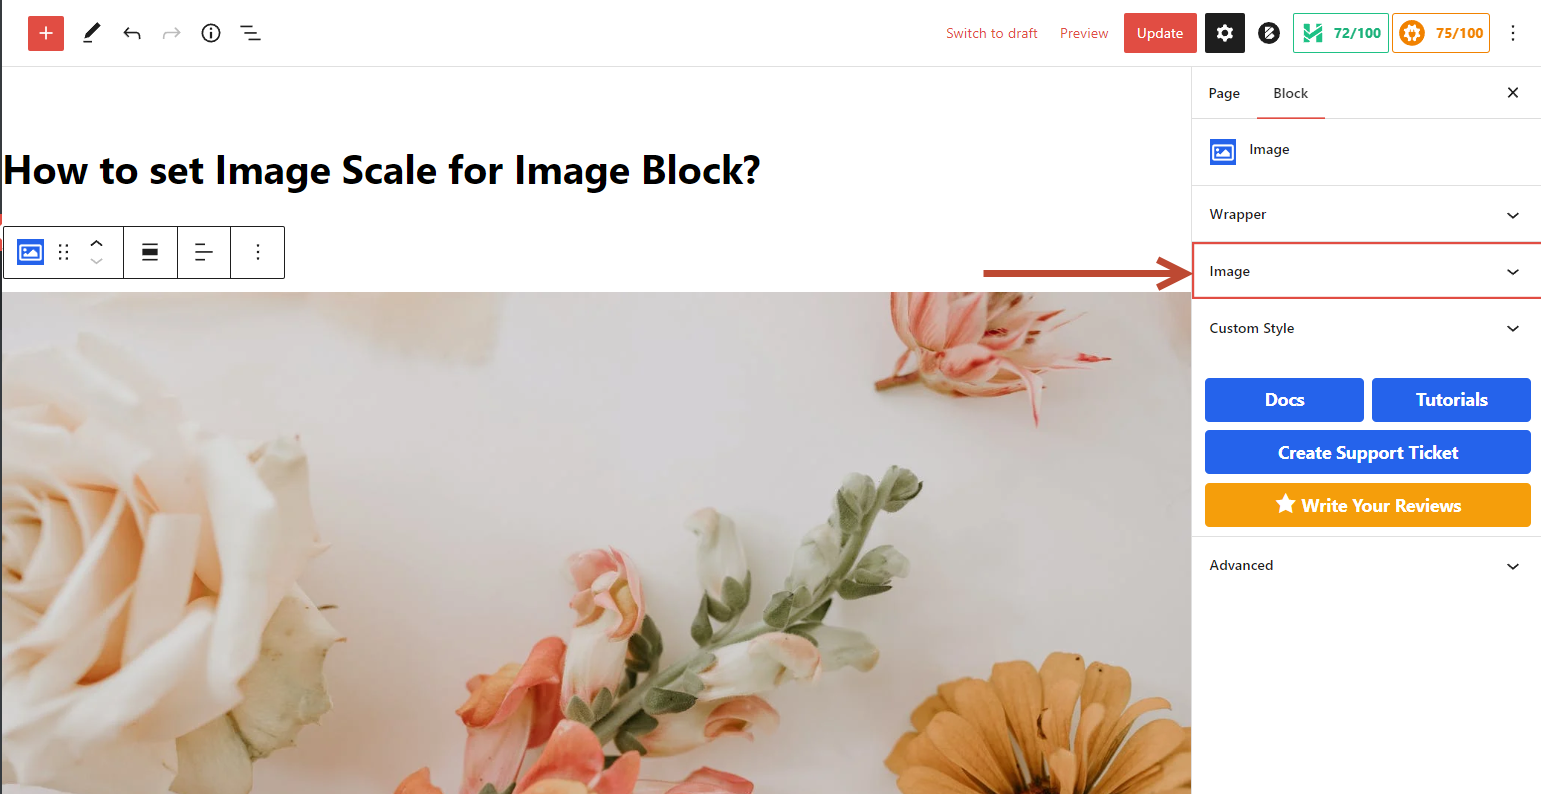 Switch to draft
Preview
Update
72/100
75/100
Page
Block
Image
How to set Image Scale for Image Block?
Wrapper
Image
Custom Style
Docs
Tutorials
Create Support Ticket
Write Your Reviews
Advanced